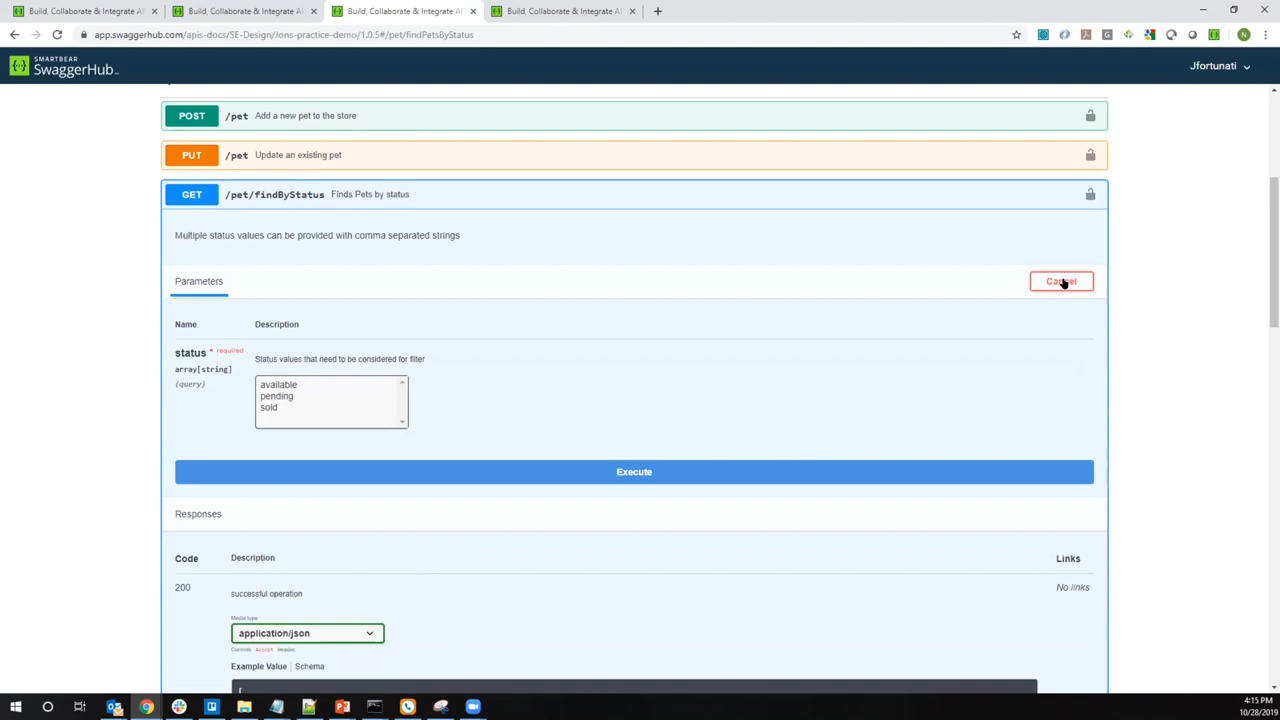 Build, Collaborate & Integrate AP
Build, Collaborate & Integrate AP
Build, Collaborate & Integrate AP
Build, Collaborate & Integrate AP
app.swaggerhub.com/apis-docs/SE-Design/Jons-practice-demo/1.0.5#/pet/findPetsByStatus
N
SMARTBEAR
SwaggerHub
Jfortunati
POST /pet Add a new pet to the store
PUT /pet Update an existing pet
GET /pet/findByStatus Finds Pets by status
Multiple status values can be provided with comma separated strings
Parameters
Cancel
Name Description
status * required
array[string]
(query)
Status values that need to be considered for filter
available
pending
sold
Execute
Responses
Code Description Links
200 successful operation No links
Media type
application/json
Controls Accept header.
Example Value | Schema
[
4:15 PM
10/28/2019